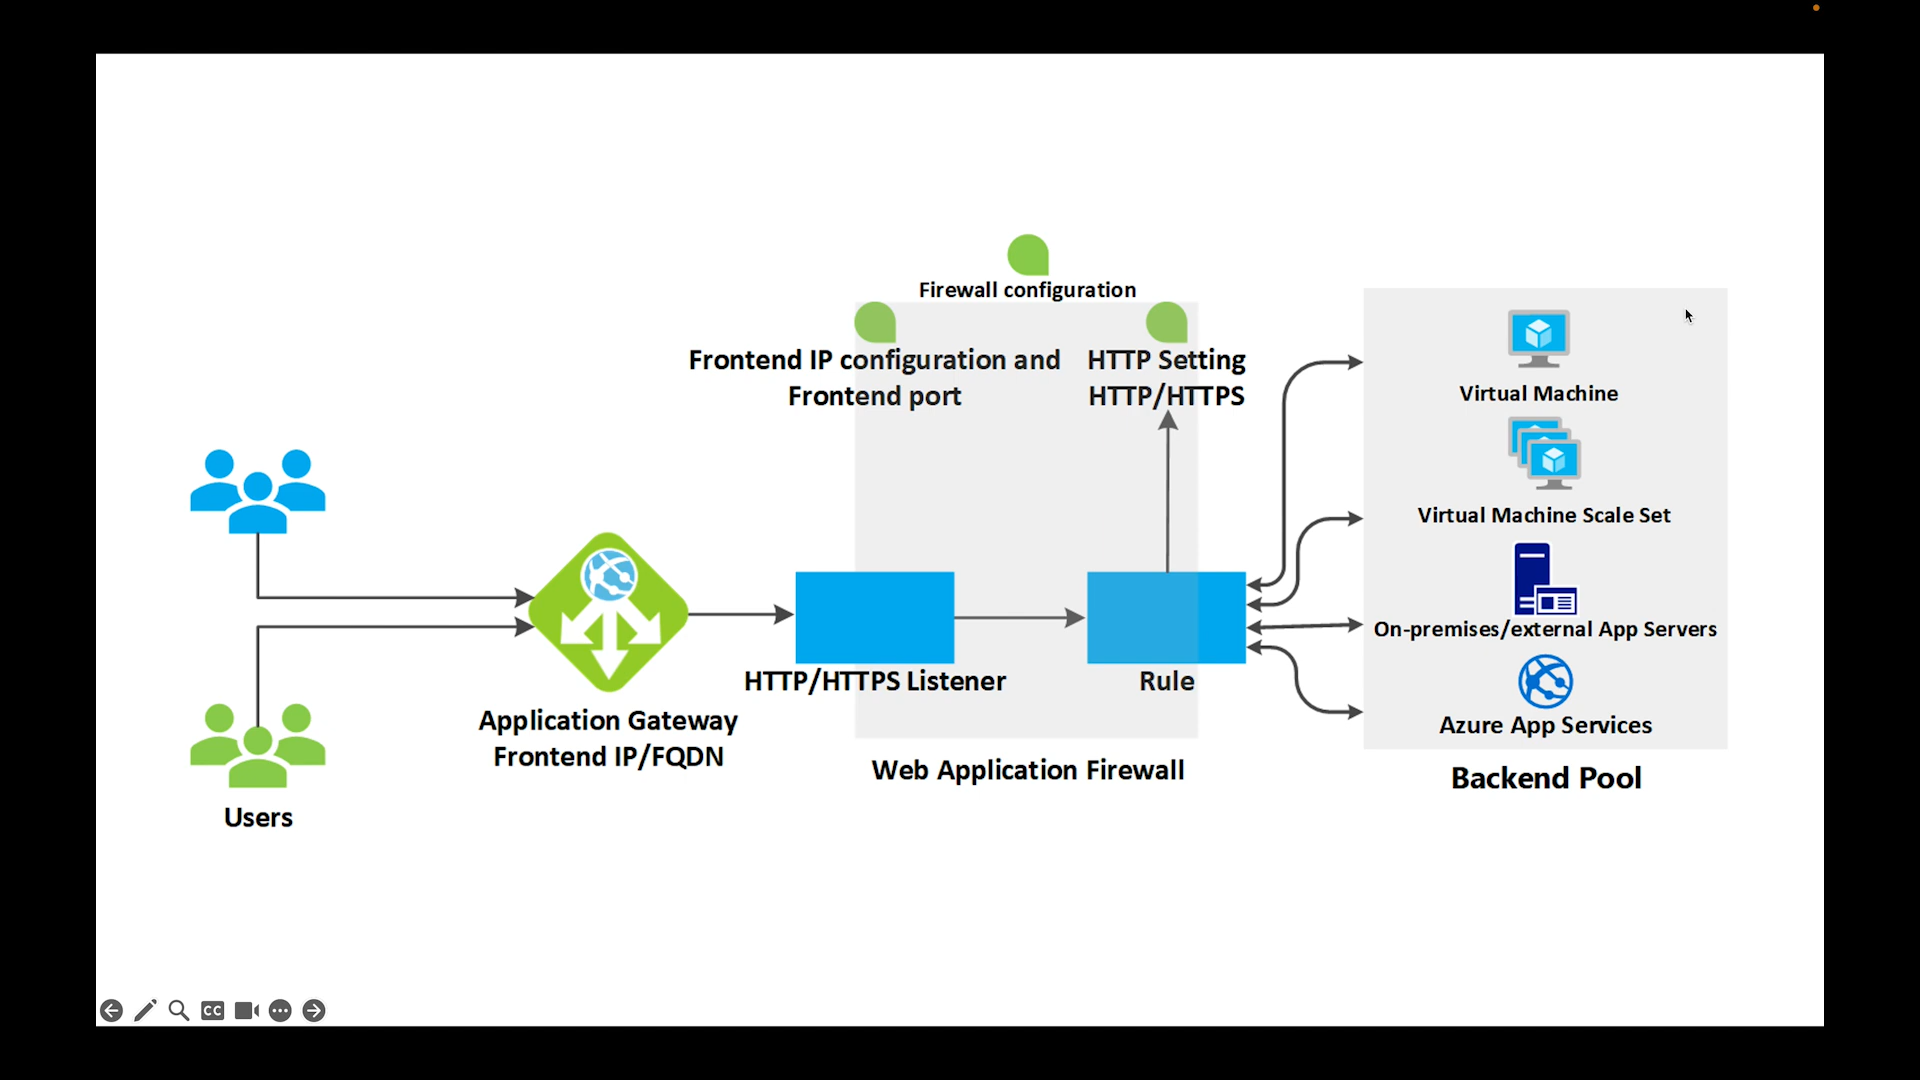 Firewall configuration
Frontend IP configuration and
Frontend port
HTTP Setting
HTTP/HTTPS
Users
Application Gateway
Frontend IP/FQDN
HTTP/HTTPS Listener
Rule
Web Application Firewall
Virtual Machine
Virtual Machine Scale Set
On-premises/external App Servers
Azure App Services
Backend Pool
CC